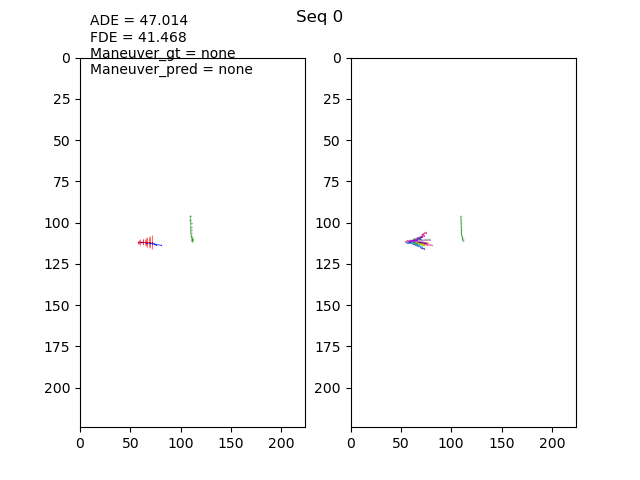 Seq 0
ADE = 47.014
FDE = 41.468
Maneuver_gt = none
Maneuver_pred = none
0
25
50
75
100
125
150
175
200
0 50 100 150 200
0
25
50
75
100
125
150
175
200
0 50 100 150 200